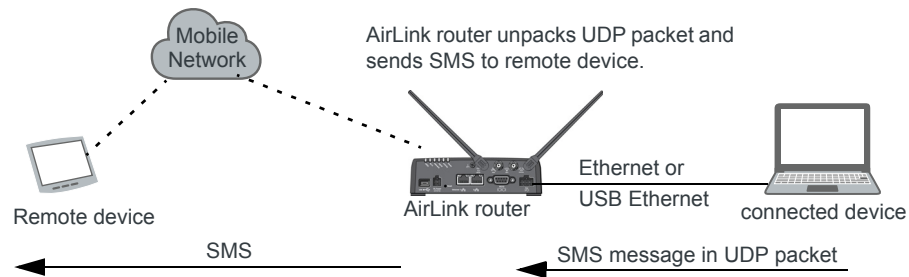 Mobile
Network
AirLink router unpacks UDP packet and
sends SMS to remote device.
Ethernet or
USB Ethernet
Remote device
AirLink router
connected device
SMS
SMS message in UDP packet